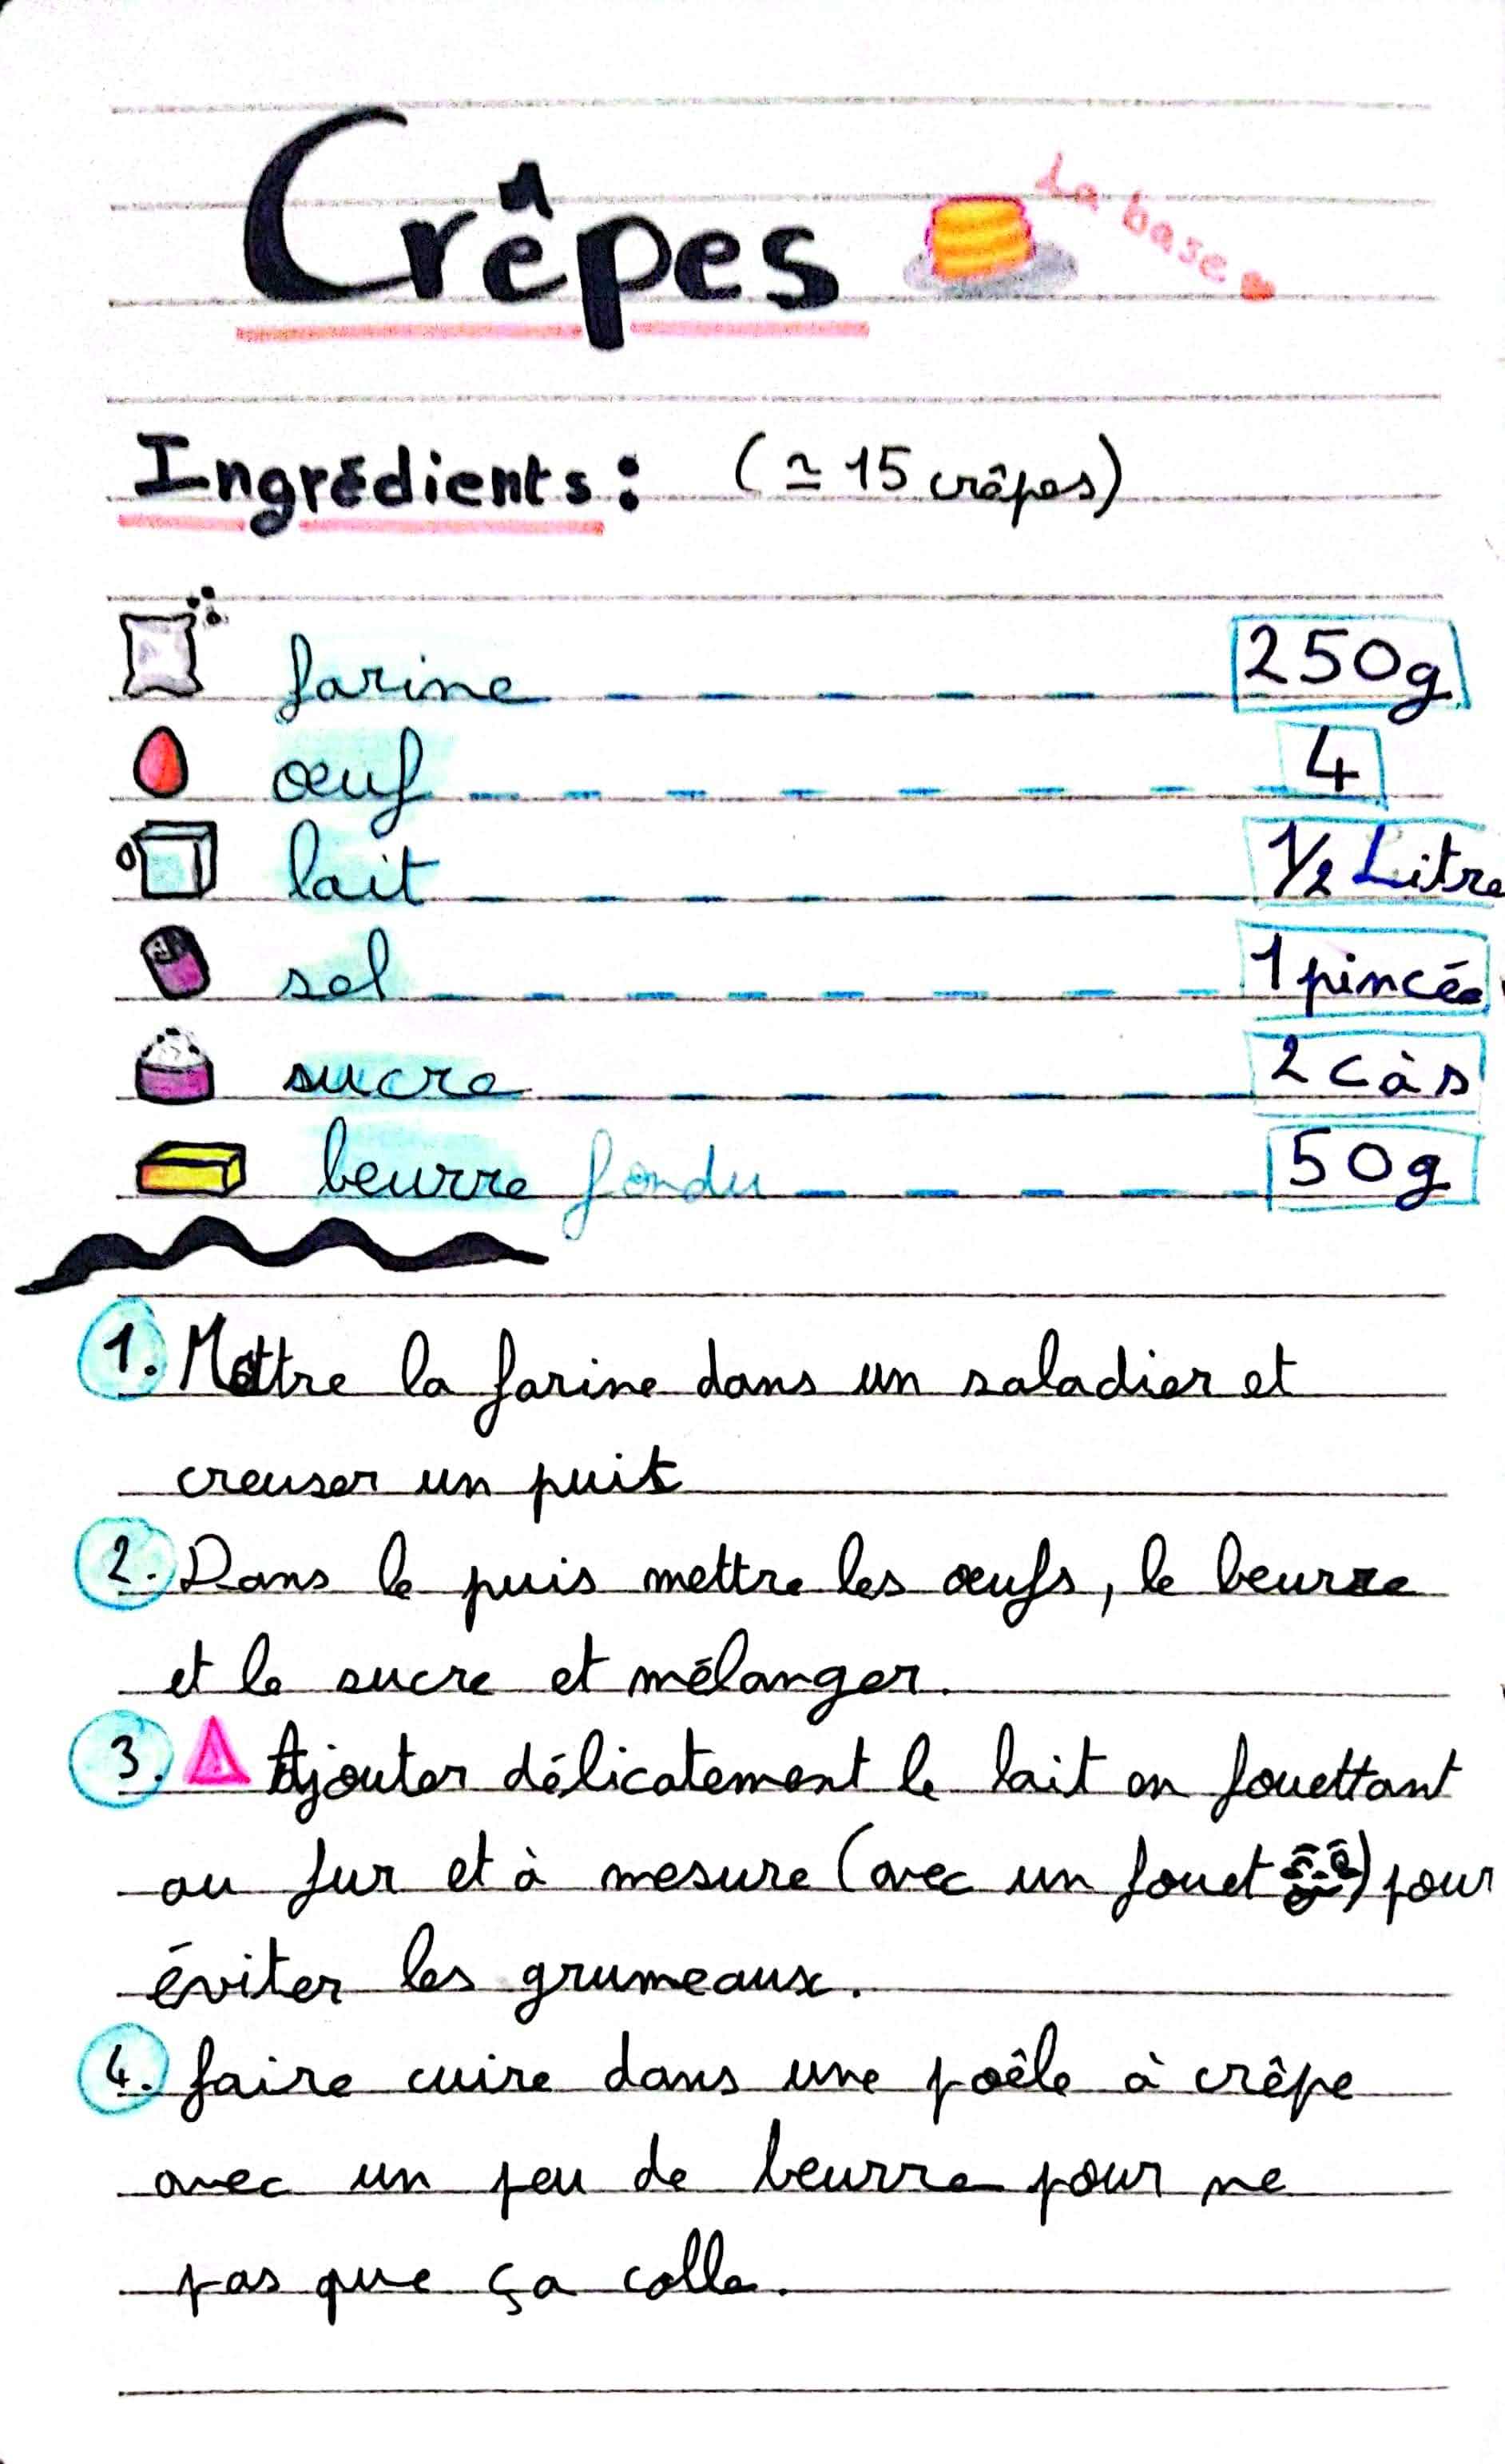 Crêpes
La base
Ingrédients : (≃ 15 crêpes)
farine 250g
œuf 4
lait 1/2 Litre
sel 1 pincée
sucre 2 c à s
beurre fondu 50g
1. Mettre la farine dans un saladier et
creuser un puit
2. Dans le puis mettre les œufs, le beurre
et le sucre et mélanger.
3. Ajouter délicatement le lait en fouettant
au fur et à mesure (avec un fouet) pour
éviter les grumeaux.
4. faire cuire dans une poêle à crêpe
avec un peu de beurre pour ne
pas que ça colle.